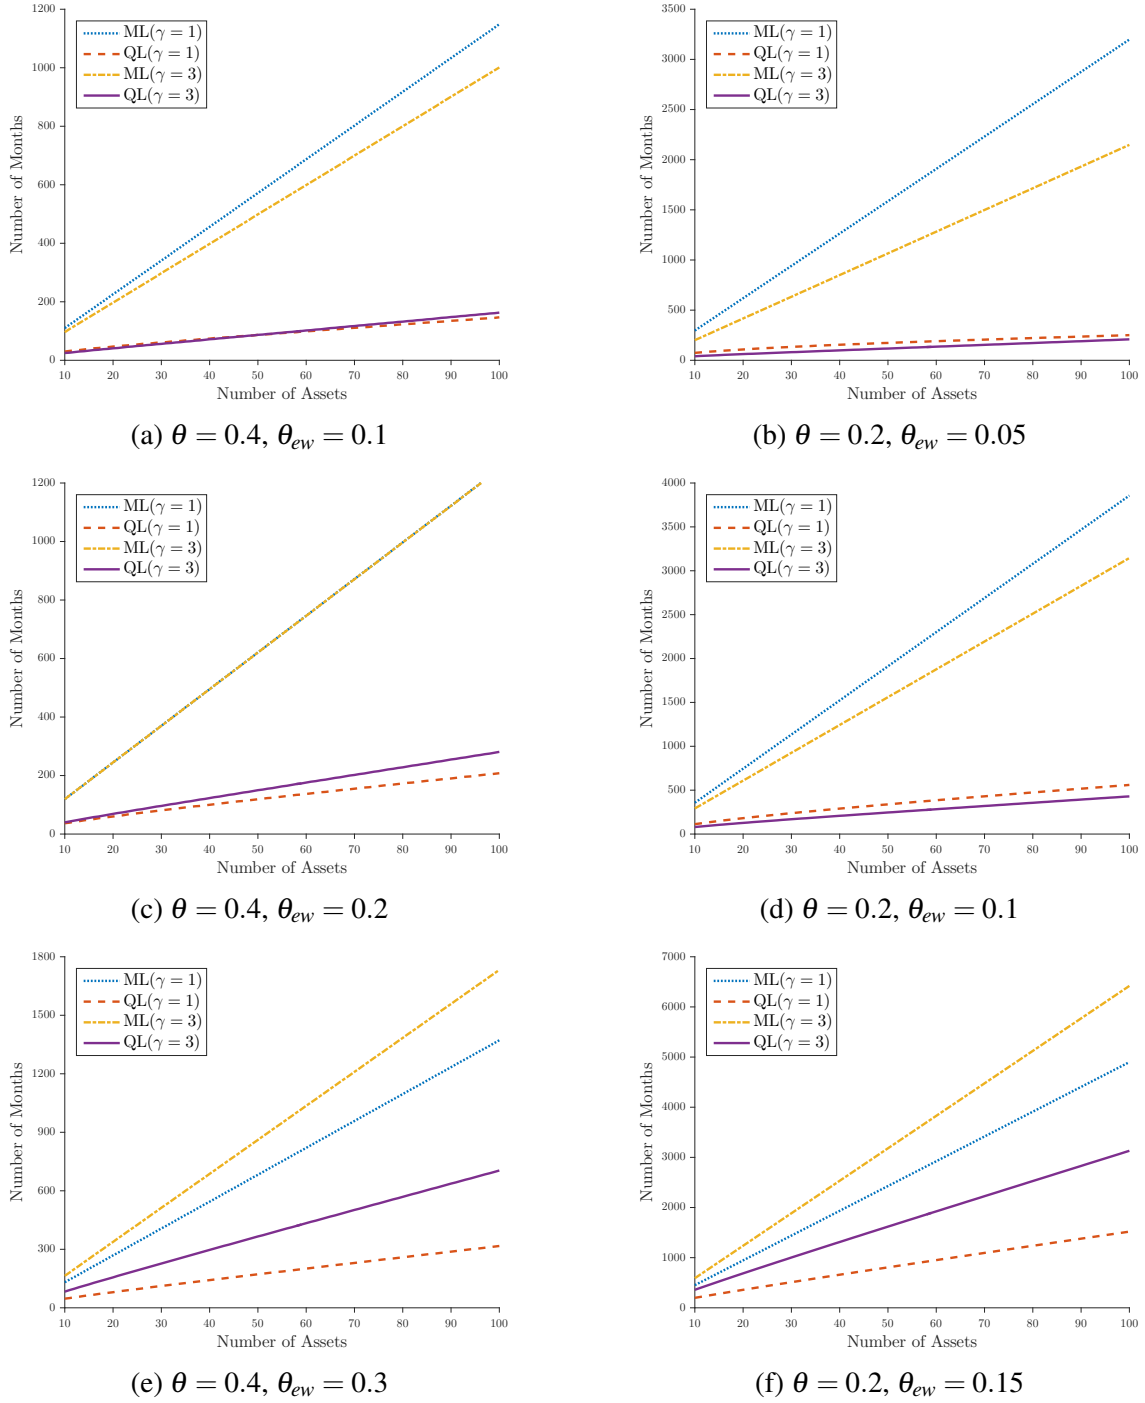 1200
1000
800
600
400
200
0
Number of Months
ML(γ = 1)
QL(γ = 1)
ML(γ = 3)
QL(γ = 3)
10 20 30 40 50 60 70 80 90 100
Number of Assets
(a) θ = 0.4, θew = 0.1
3500
3000
2500
2000
1500
1000
500
0
Number of Months
ML(γ = 1)
QL(γ = 1)
ML(γ = 3)
QL(γ = 3)
10 20 30 40 50 60 70 80 90 100
Number of Assets
(b) θ = 0.2, θew = 0.05
1200
1000
800
600
400
200
0
Number of Months
ML(γ = 1)
QL(γ = 1)
ML(γ = 3)
QL(γ = 3)
10 20 30 40 50 60 70 80 90 100
Number of Assets
(c) θ = 0.4, θew = 0.2
4000
3500
3000
2500
2000
1500
1000
500
0
Number of Months
ML(γ = 1)
QL(γ = 1)
ML(γ = 3)
QL(γ = 3)
10 20 30 40 50 60 70 80 90 100
Number of Assets
(d) θ = 0.2, θew = 0.1
1800
1500
1200
900
600
300
0
Number of Months
ML(γ = 1)
QL(γ = 1)
ML(γ = 3)
QL(γ = 3)
10 20 30 40 50 60 70 80 90 100
Number of Assets
(e) θ = 0.4, θew = 0.3
7000
6000
5000
4000
3000
2000
1000
0
Number of Months
ML(γ = 1)
QL(γ = 1)
ML(γ = 3)
QL(γ = 3)
10 20 30 40 50 60 70 80 90 100
Number of Assets
(f) θ = 0.2, θew = 0.15